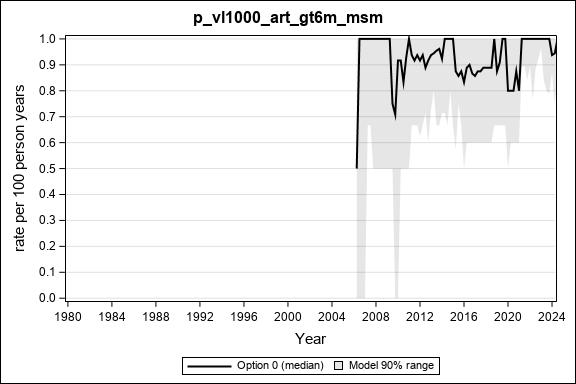 p_vl1000_art_gt6m_msm
rate per 100 person years
1.0
0.9
0.8
0.7
0.6
0.5
0.4
0.3
0.2
0.1
0.0
1980 1984 1988 1992 1996 2000 2004 2008 2012 2016 2020 2024
Year
Option 0 (median) Model 90% range